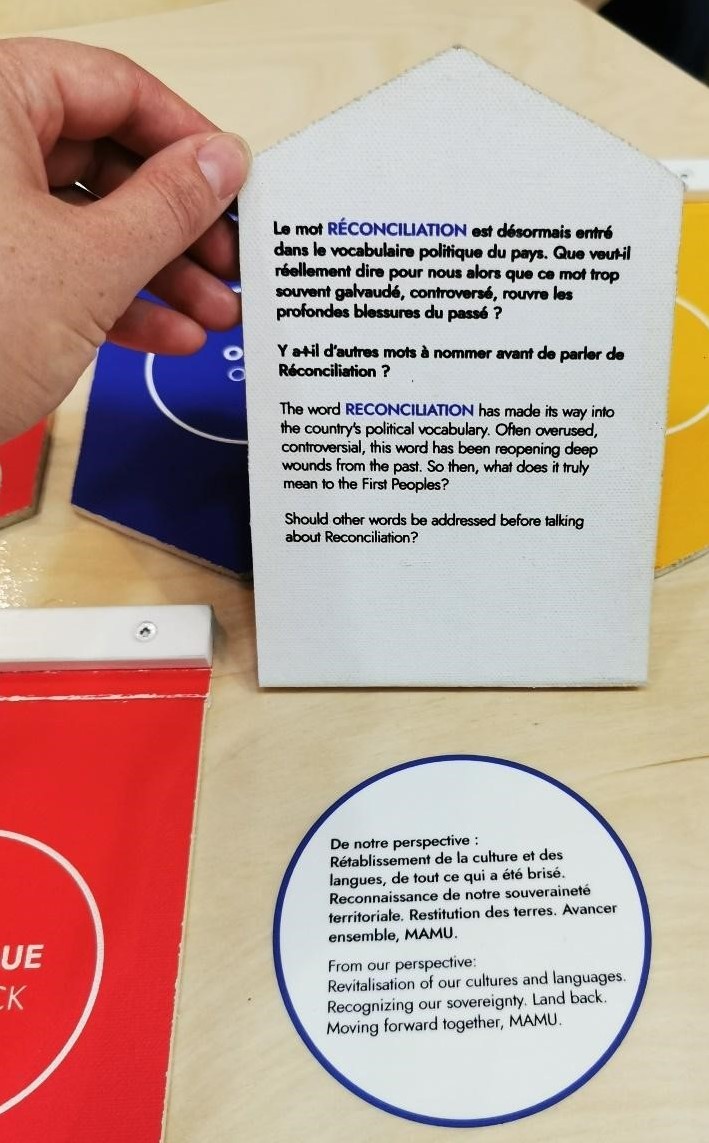 Le mot RÉCONCILIATION est désormais entré
dans le vocabulaire politique du pays. Que veut-il
réellement dire pour nous alors que ce mot trop
souvent galvaudé, controversé, rouvre les
profondes blessures du passé ?
Y a-t-il d'autres mots à nommer avant de parler de
Réconciliation ?
The word RECONCILIATION has made its way into
the country's political vocabulary. Often overused,
controversial, this word has been reopening deep
wounds from the past. So then, what does it truly
mean to the First Peoples?
Should other words be addressed before talking
about Reconciliation?
De notre perspective :
Rétablissement de la culture et des
langues, de tout ce qui a été brisé.
Reconnaissance de notre souveraineté
territoriale. Restitution des terres. Avancer
ensemble, MAMU.
From our perspective:
Revitalisation of our cultures and languages.
Recognizing our sovereignty. Land back.
Moving forward together, MAMU.
UE
CK